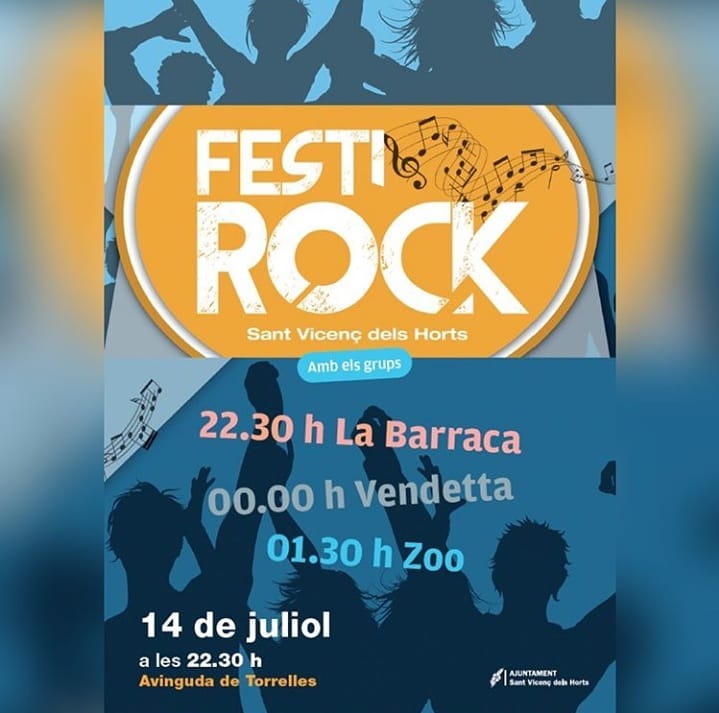 FESTI
ROCK
Sant Vicenç dels Horts
Amb els grups
22.30 h La Barraca
00.00 h Vendetta
01.30 h Zoo
14 de juliol
a les 22.30 h
Avinguda de Torrelles
AJUNTAMENT
Sant Vicenç dels Horts